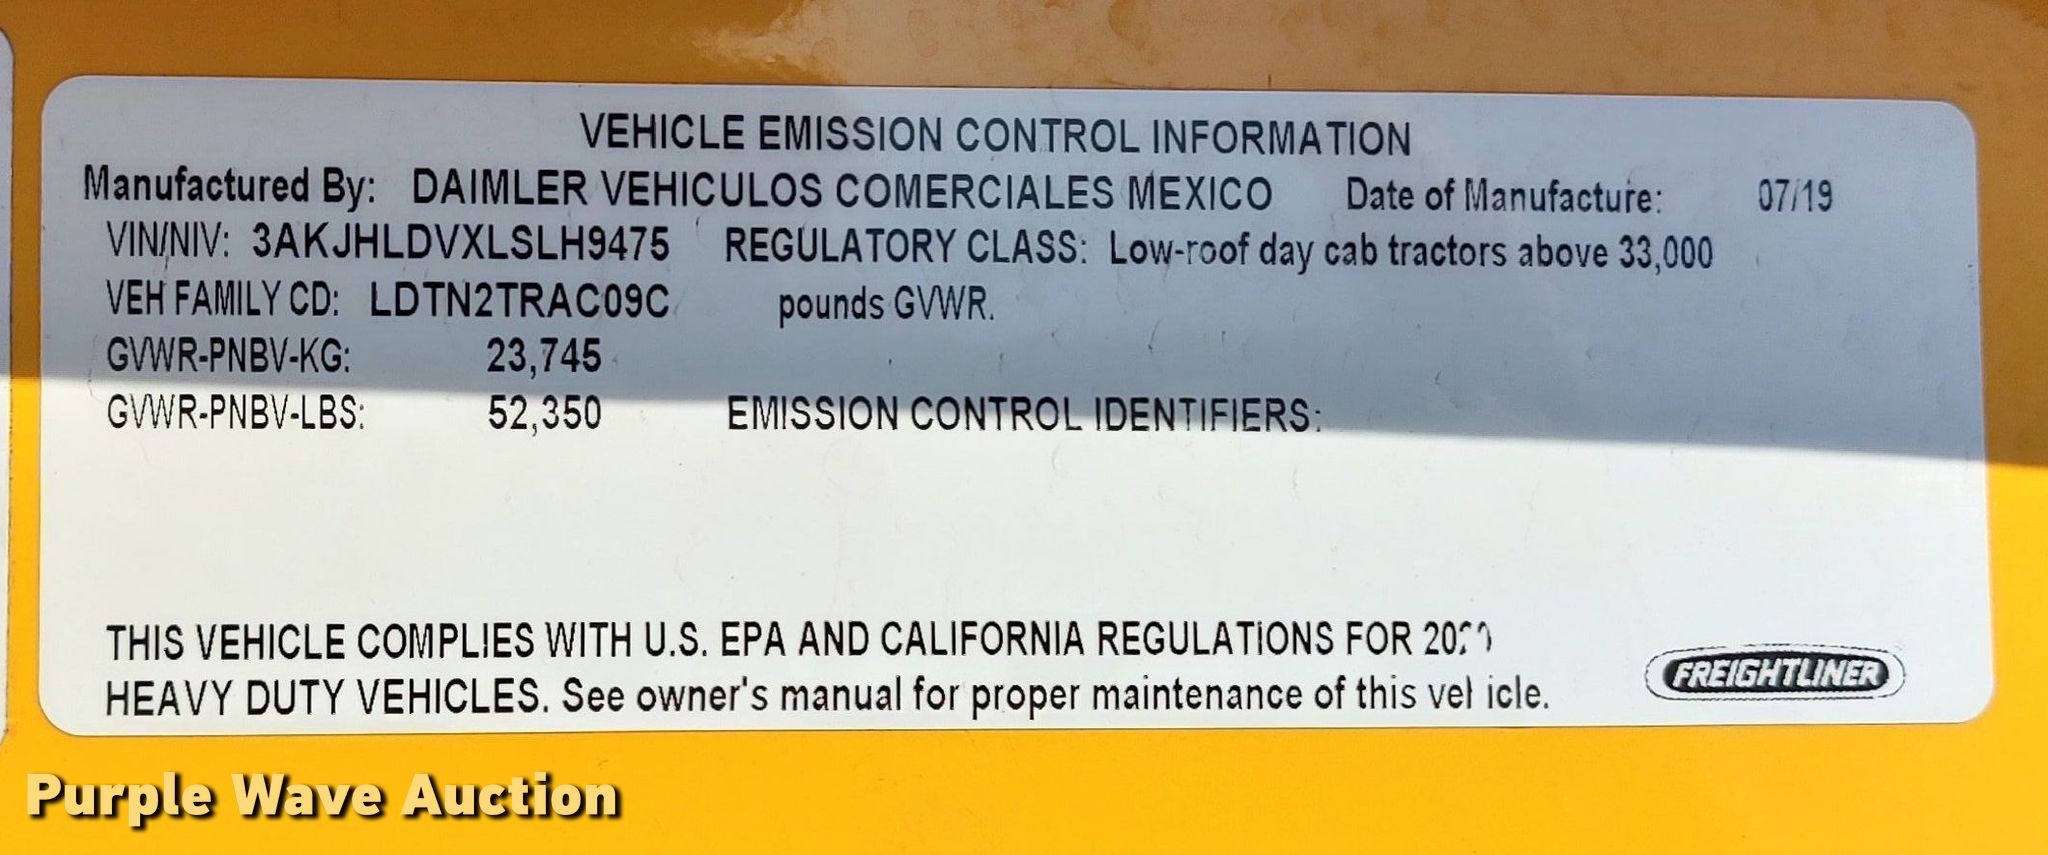 VEHICLE EMISSION CONTROL INFORMATION
Manufactured By: DAIMLER VEHICULOS COMERCIALES MEXICO Date of Manufacture: 07/19
VIN/NIV: 3AKJHLDVXLSLH9475 REGULATORY CLASS: Low-roof day cab tractors above 33,000
VEH FAMILY CD: LDTN2TRAC09C pounds GVWR.
GVWR-PNBV-KG: 23,745
GVWR-PNBV-LBS: 52,350 EMISSION CONTROL IDENTIFIERS:
THIS VEHICLE COMPLIES WITH U.S. EPA AND CALIFORNIA REGULATIONS FOR
HEAVY DUTY VEHICLES. See owner's manual for proper maintenance of this vehicle.
FREIGHTLINER
Purple Wave Auction